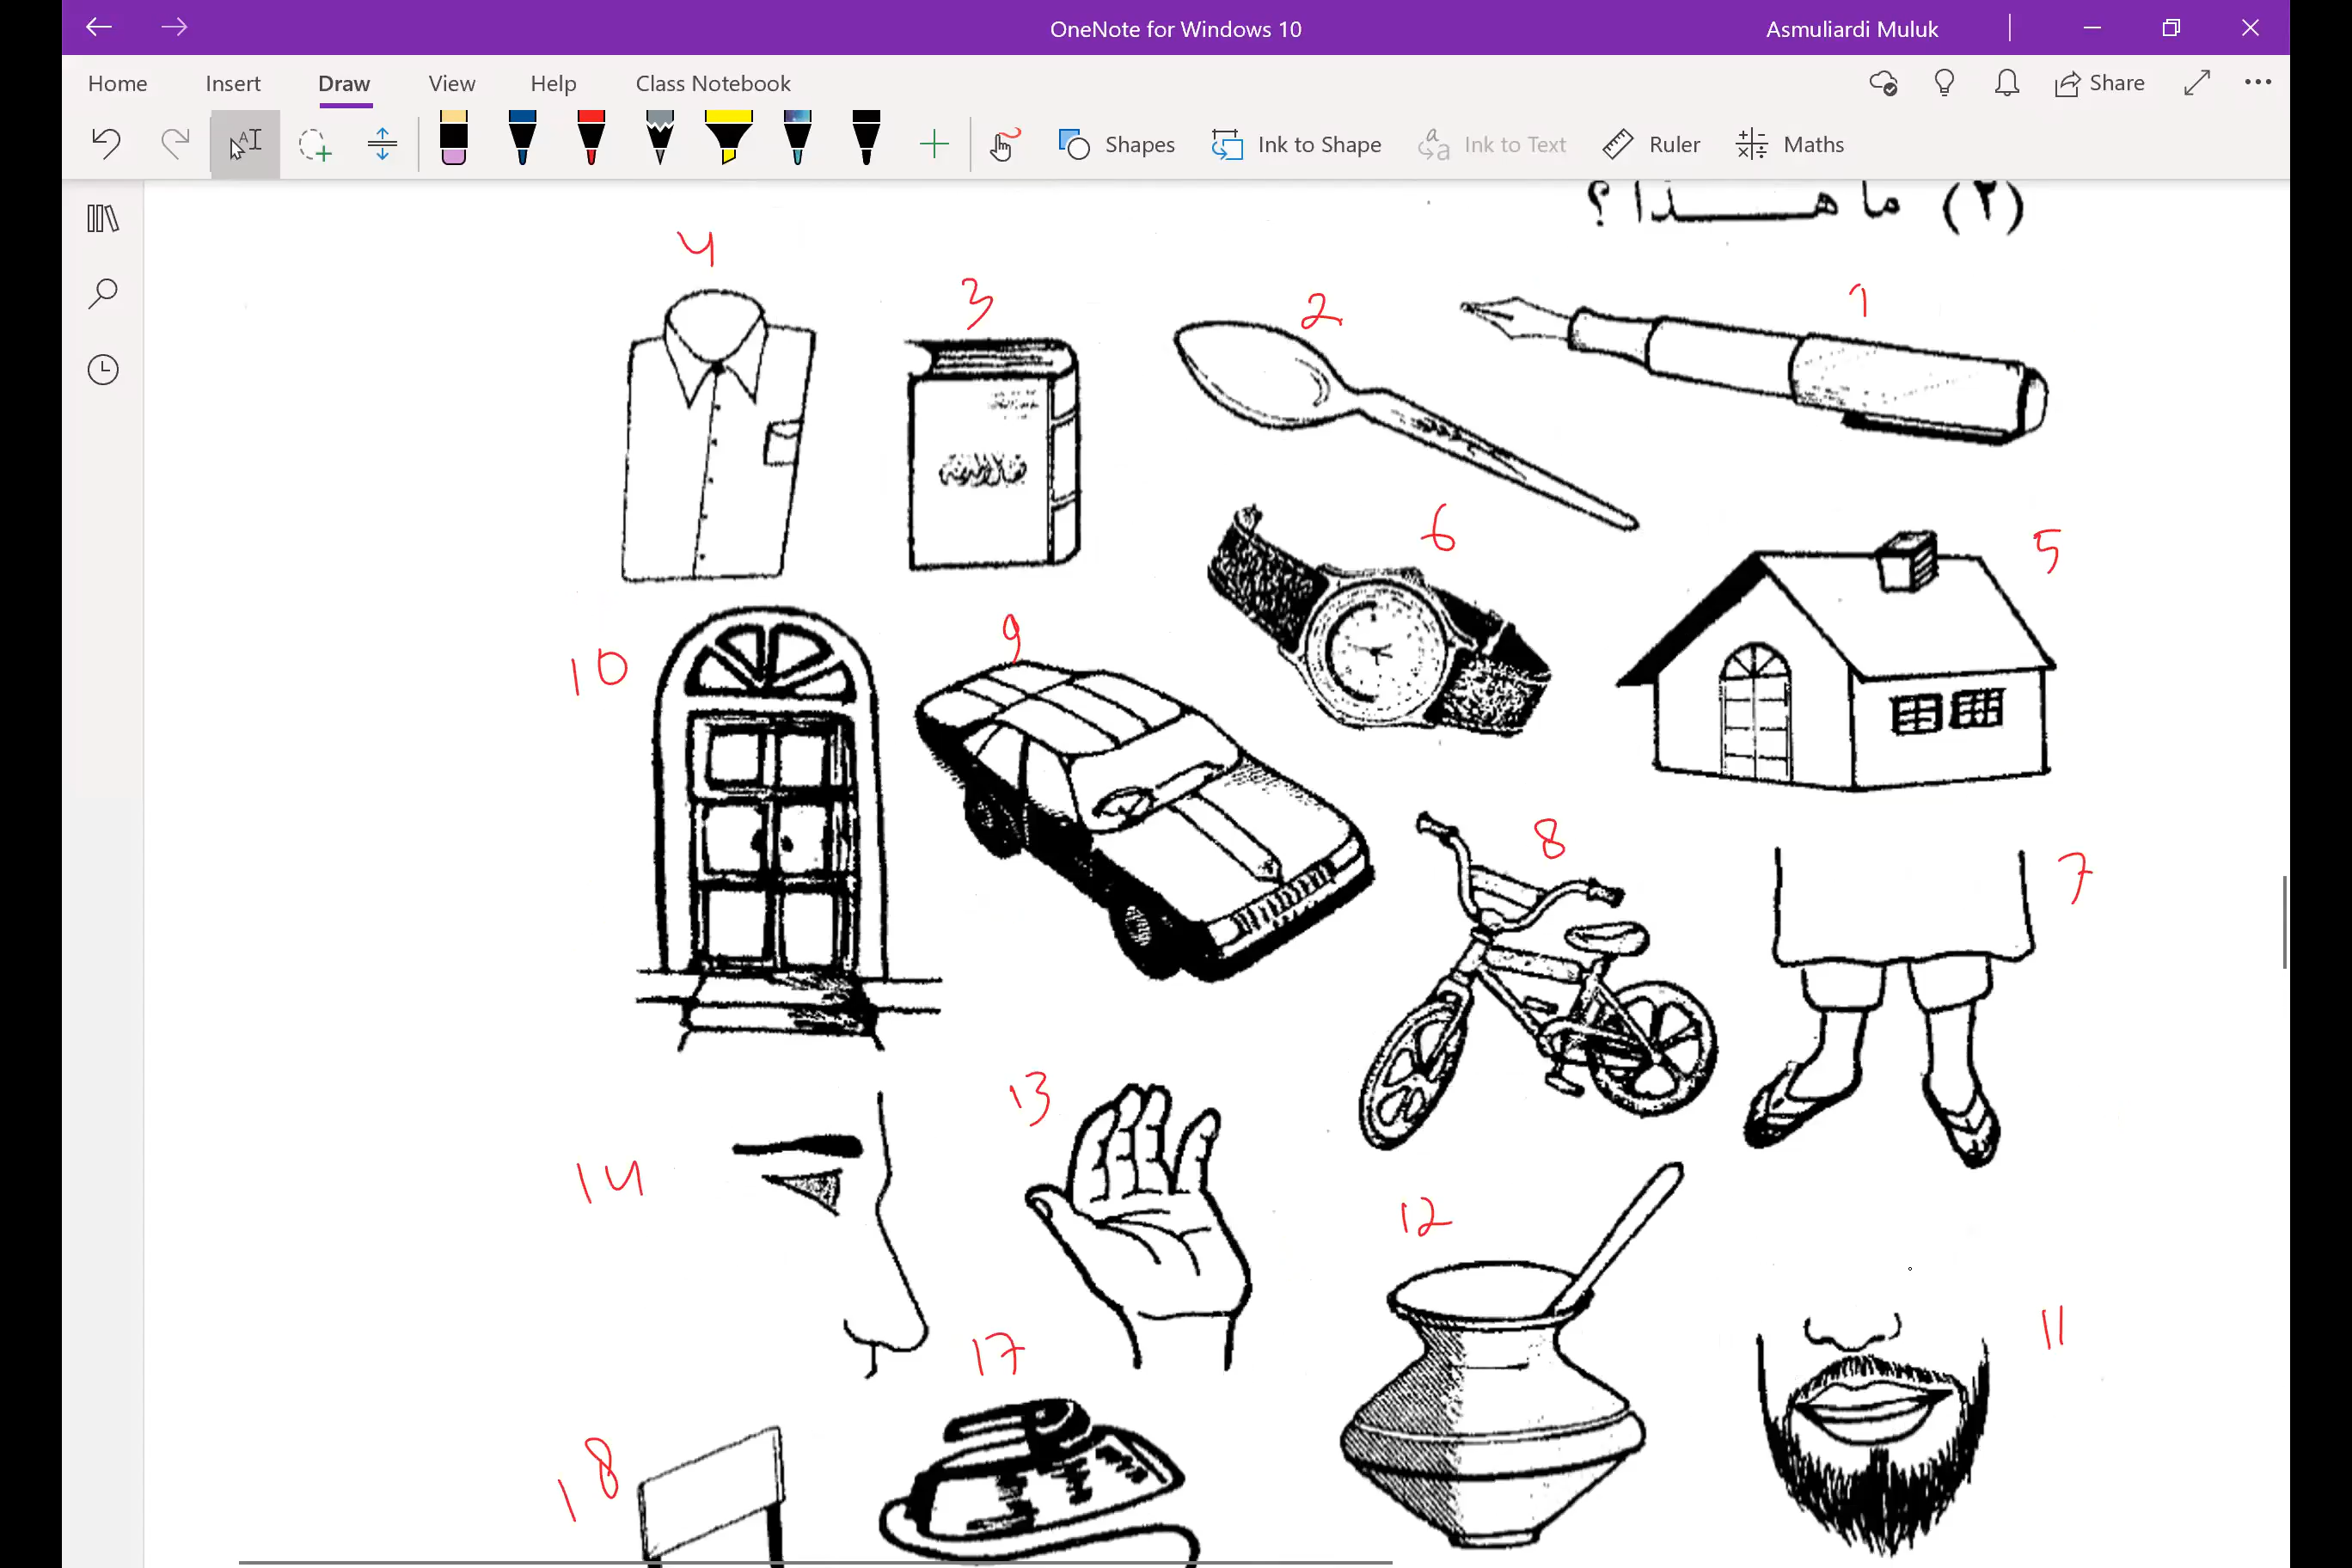 OneNote for Windows 10
Asmuliardi Muluk
Home Insert Draw View Help Class Notebook
Share
Shapes Ink to Shape Ink to Text Ruler Maths
(٢) ما هـــــذا ؟
4 3 2 1
6 5
10 9
8 7
14 13
12 11
18 17